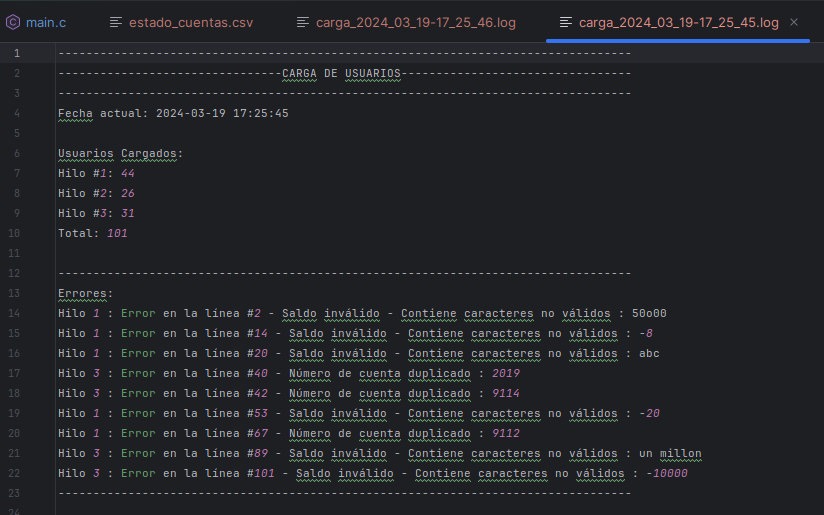 main.c estado_cuentas.csv carga_2024_03_19-17_25_46.log carga_2024_03_19-17_25_45.log
1 ----------------------------------------------------------------------------------
2 --------------------------------CARGA DE USUARIOS---------------------------------
3 ----------------------------------------------------------------------------------
4 Fecha actual: 2024-03-19 17:25:45
5
6 Usuarios Cargados:
7 Hilo #1: 44
8 Hilo #2: 26
9 Hilo #3: 31
10 Total: 101
11
12 ----------------------------------------------------------------------------------
13 Errores:
14 Hilo 1 : Error en la línea #2 - Saldo inválido - Contiene caracteres no válidos : 50o00
15 Hilo 1 : Error en la línea #14 - Saldo inválido - Contiene caracteres no válidos : -8
16 Hilo 1 : Error en la línea #20 - Saldo inválido - Contiene caracteres no válidos : abc
17 Hilo 3 : Error en la línea #40 - Número de cuenta duplicado : 2019
18 Hilo 3 : Error en la línea #42 - Número de cuenta duplicado : 9114
19 Hilo 1 : Error en la línea #53 - Saldo inválido - Contiene caracteres no válidos : -20
20 Hilo 1 : Error en la línea #67 - Número de cuenta duplicado : 9112
21 Hilo 3 : Error en la línea #89 - Saldo inválido - Contiene caracteres no válidos : un millon
22 Hilo 3 : Error en la línea #101 - Saldo inválido - Contiene caracteres no válidos : -10000
23 ----------------------------------------------------------------------------------
24